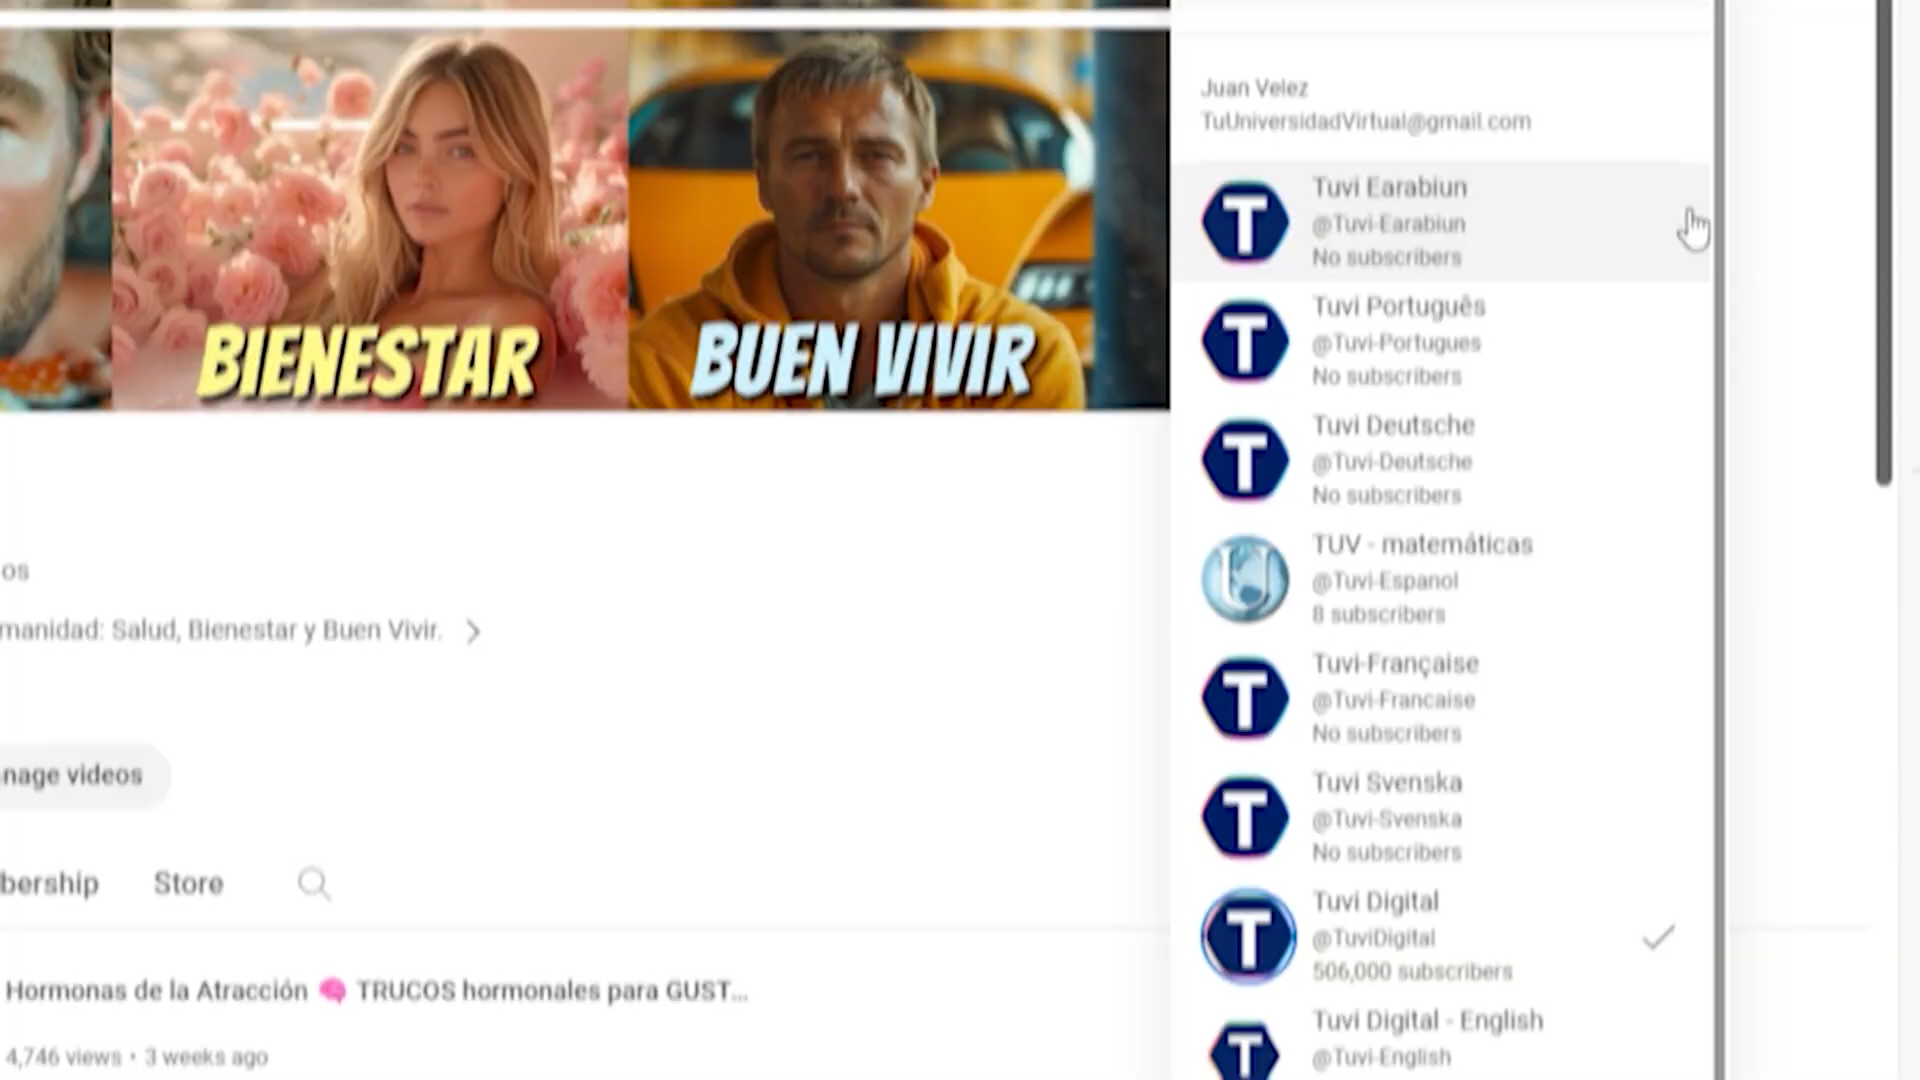 BIENESTAR
BUEN VIVIR
os
manidad: Salud, Bienestar y Buen Vivir.
nage videos
bership
Store
Hormonas de la Atracción 🧠 TRUCOS hormonales para GUST...
4,746 views • 3 weeks ago
Juan Velez
TuUniversidadVirtual@gmail.com
T
Tuvi Earabiun
@Tuvi-Earabiun
No subscribers
T
Tuvi Português
@Tuvi-Portugues
No subscribers
T
Tuvi Deutsche
@Tuvi-Deutsche
No subscribers
U
TUV - matemáticas
@Tuvi-Espanol
8 subscribers
T
Tuvi-Française
@Tuvi-Francaise
No subscribers
T
Tuvi Svenska
@Tuvi-Svenska
No subscribers
T
Tuvi Digital
@TuviDigital
506,000 subscribers
T
Tuvi Digital - English
@Tuvi-English